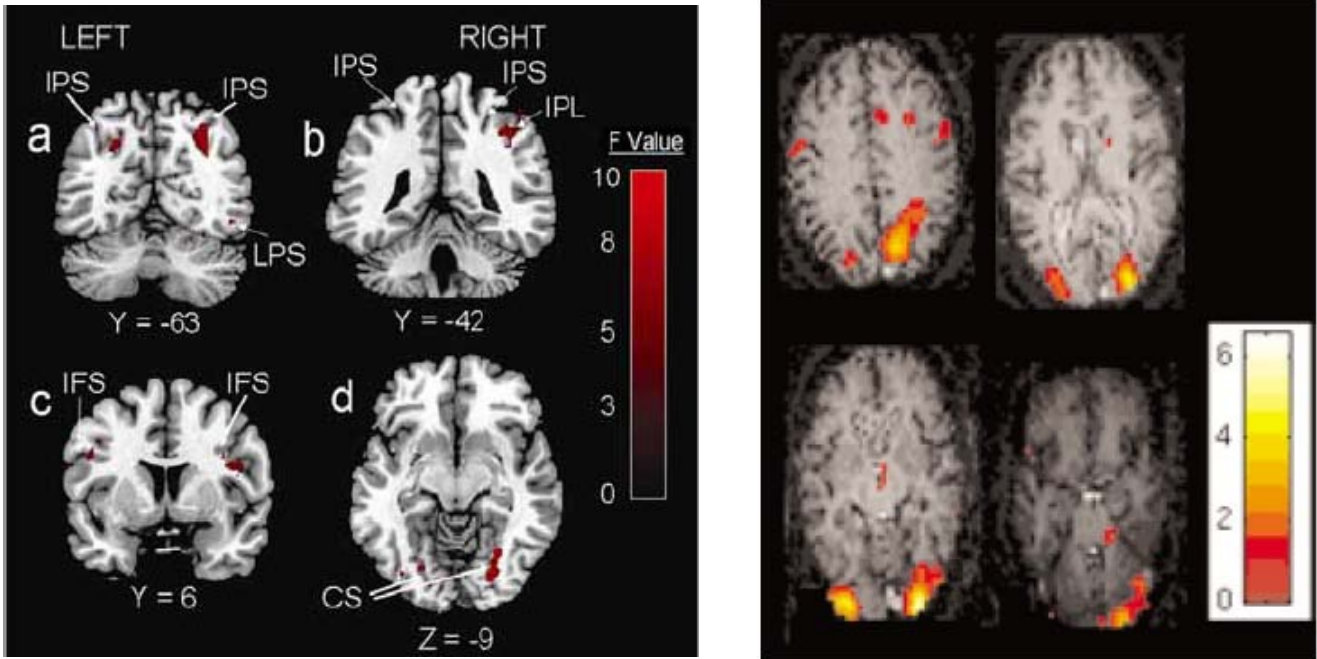 LEFT
RIGHT
IPS
IPS
IPS
IPS
IPL
a
b
LPS
Y = -63
Y = -42
F Value
10
8
5
3
0
IFS
IFS
c
d
CS
Y = 6
Z = -9
6
4
2
0